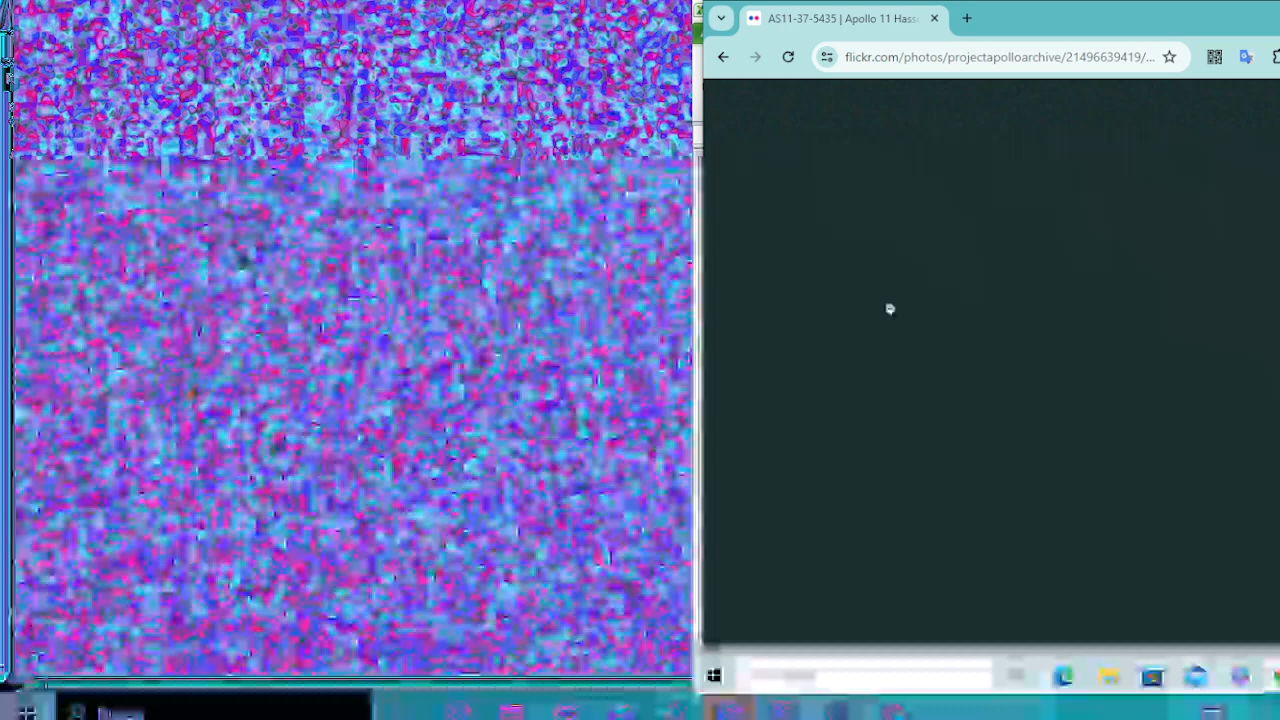 AS11-37-5435 | Apollo 11 Hass
flickr.com/photos/projectapolloarchive/21496639419/...